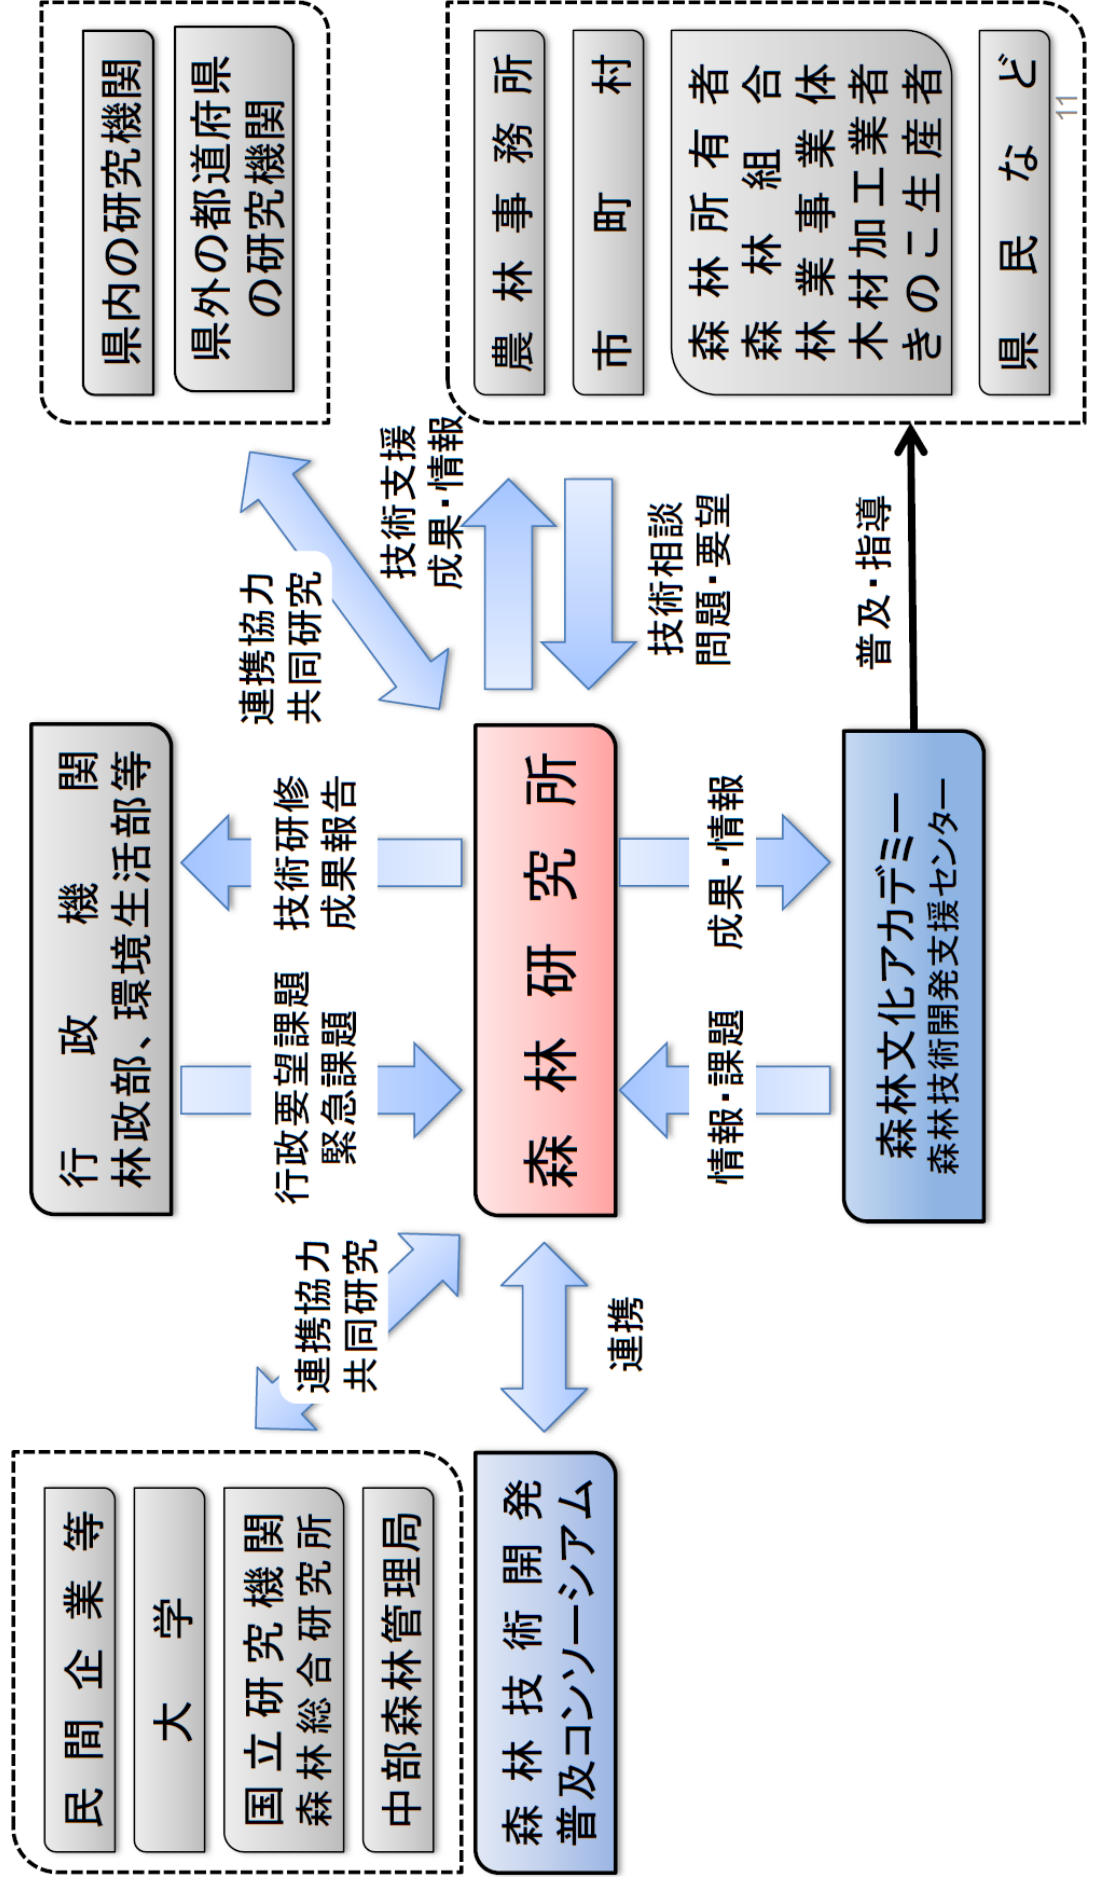 民間企業等
大学
国立研究機関
森林総合研究所
中部森林管理局
森林技術開発
普及コンソーシアム
連携協力
共同研究
連携
行政機関
林政部、環境生活部等
行政要望課題
緊急課題
技術研修
成果報告
森林研究所
情報・課題
成果・情報
森林文化アカデミー
森林技術開発支援センター
連携協力
共同研究
技術支援
成果・情報
技術相談
問題・要望
普及・指導
県内の研究機関
県外の都道府県
の研究機関
農林事務所
市町村
森林所有者
森林組合
林業事業体
木材加工業者
きのこ生産者
県民など
11